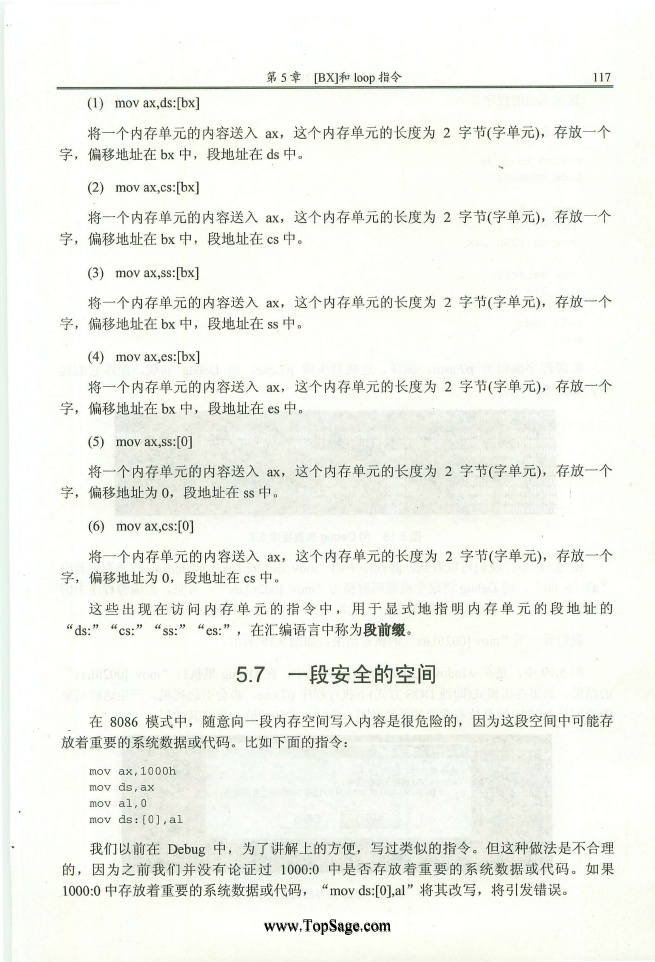 第 5 章 [BX]和 loop 指令 117
(1) mov ax,ds:[bx]
将一个内存单元的内容送入 ax，这个内存单元的长度为 2 字节(字单元)，存放一个
字，偏移地址在 bx 中，段地址在 ds 中。
(2) mov ax,cs:[bx]
将一个内存单元的内容送入 ax，这个内存单元的长度为 2 字节(字单元)，存放一个
字，偏移地址在 bx 中，段地址在 cs 中。
(3) mov ax,ss:[bx]
将一个内存单元的内容送入 ax，这个内存单元的长度为 2 字节(字单元)，存放一个
字，偏移地址在 bx 中，段地址在 ss 中。
(4) mov ax,es:[bx]
将一个内存单元的内容送入 ax，这个内存单元的长度为 2 字节(字单元)，存放一个
字，偏移地址在 bx 中，段地址在 es 中。
(5) mov ax,ss:[0]
将一个内存单元的内容送入 ax，这个内存单元的长度为 2 字节(字单元)，存放一个
字，偏移地址为 0，段地址在 ss 中。
(6) mov ax,cs:[0]
将一个内存单元的内容送入 ax，这个内存单元的长度为 2 字节(字单元)，存放一个
字，偏移地址为 0，段地址在 cs 中。
这些出现在访问内存单元的指令中，用于显式地指明内存单元的段地址的
“ds:”“cs:”“ss:”“es:”，在汇编语言中称为段前缀。
5.7 一段安全的空间
在 8086 模式中，随意向一段内存空间写入内容是很危险的，因为这段空间中可能存
放着重要的系统数据或代码。比如下面的指令：
mov ax,1000h
mov ds,ax
mov al,0
mov ds:[0],al
我们以前在 Debug 中，为了讲解上的方便，写过类似的指令。但这种做法是不合理
的，因为之前我们并没有论证过 1000:0 中是否存放着重要的系统数据或代码。如果
1000:0 中存放着重要的系统数据或代码，“mov ds:[0],al”将其改写，将引发错误。
www.TopSage.com